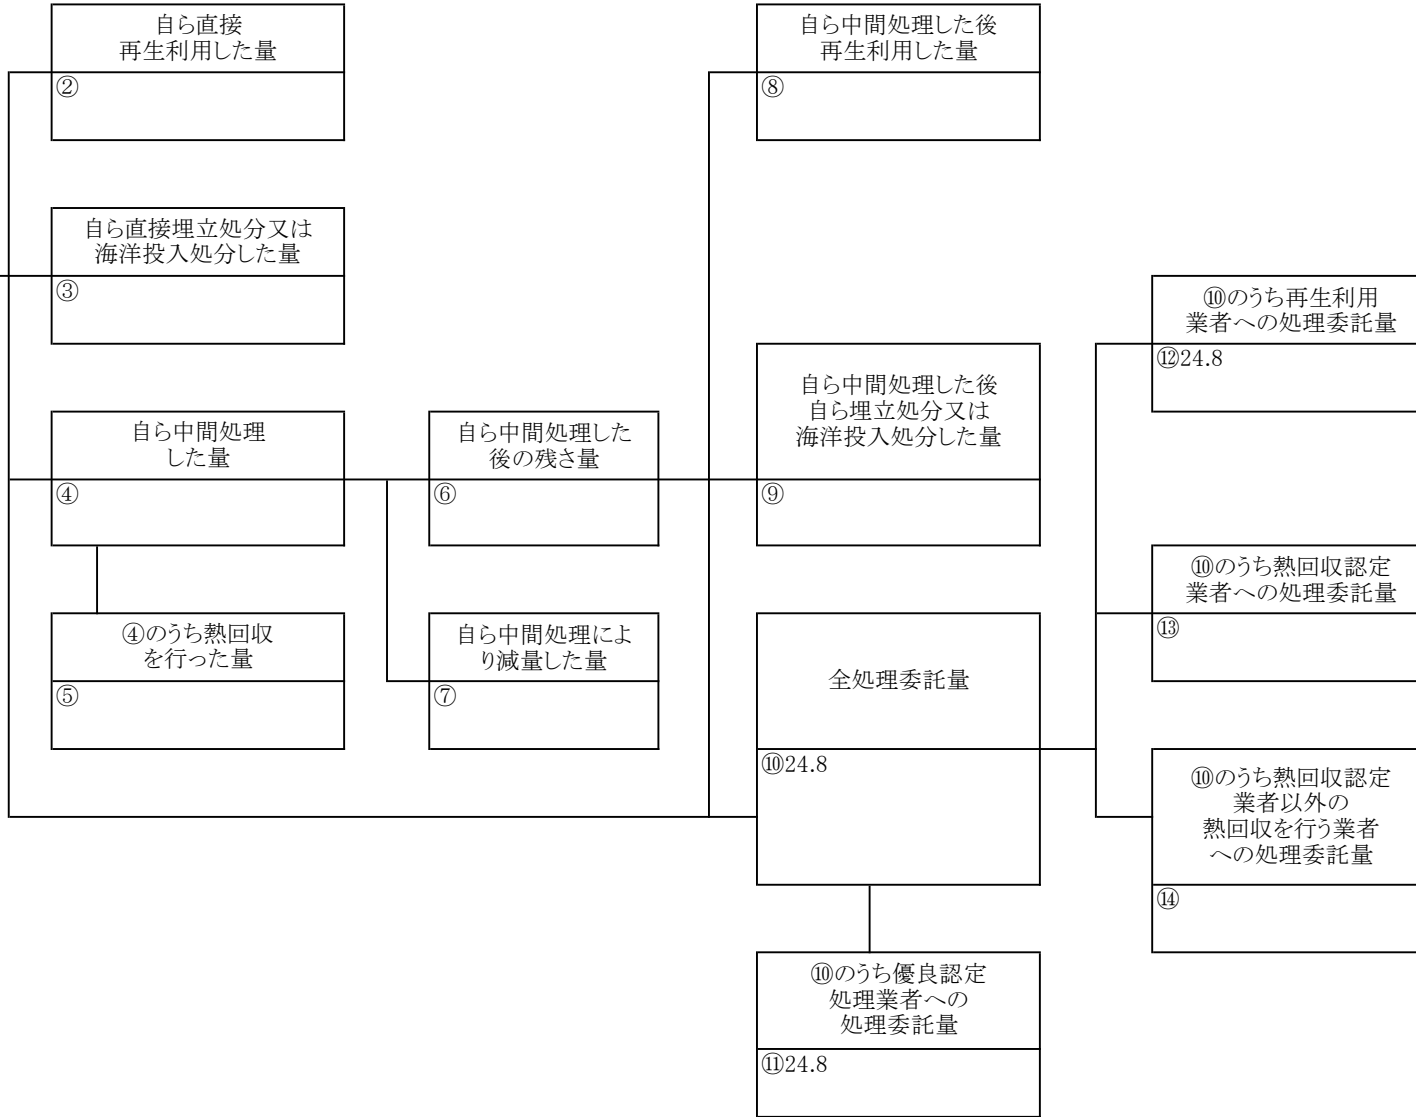 自ら直接
再生利用した量
②
自ら中間処理した後
再生利用した量
⑧
自ら直接埋立処分又は
海洋投入処分した量
③
⑩のうち再生利用
業者への処理委託量
⑫24.8
自ら中間処理した後
自ら埋立処分又は
海洋投入処分した量
⑨
自ら中間処理
した量
④
自ら中間処理した
後の残さ量
⑥
⑩のうち熱回収認定
業者への処理委託量
⑬
④のうち熱回収
を行った量
⑤
自ら中間処理によ
り減量した量
⑦
全処理委託量
⑩24.8
⑩のうち熱回収認定
業者以外の
熱回収を行う業者
への処理委託量
⑭
⑩のうち優良認定
処理業者への
処理委託量
⑪24.8